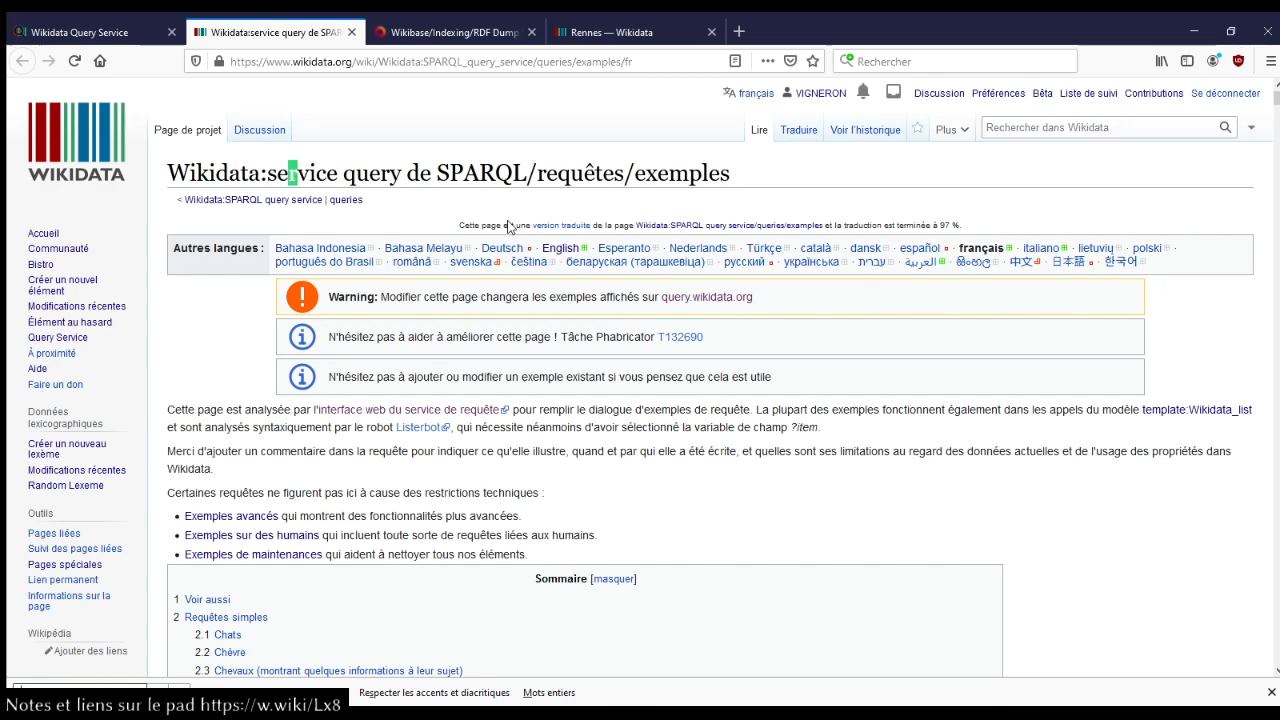 Wikidata Query Service
Wikidata:service query de SPAR
Wikibase/Indexing/RDF Dump
Rennes — Wikidata
https://www.wikidata.org/wiki/Wikidata:SPARQL_query_service/queries/examples/fr
Rechercher
français VIGNERON Discussion Préférences Bêta Liste de suivi Contributions Se déconnecter
Page de projet Discussion Lire Traduire Voir l'historique Plus Rechercher dans Wikidata
WIKIDATA
Wikidata:service query de SPARQL/requêtes/exemples
< Wikidata:SPARQL query service | queries
Cette page est une version traduite de la page Wikidata:SPARQL query service/queries/examples et la traduction est terminée à 97 %.
Autres langues : Bahasa Indonesia · Bahasa Melayu · Deutsch · English · Esperanto · Nederlands · Türkçe · català · dansk · español · français · italiano · lietuvių · polski ·
português do Brasil · română · svenska · čeština · беларуская (тарашкевіца) · русский · українська · עברית · العربية · සිංහල · 中文 · 日本語 · 한국어
Warning: Modifier cette page changera les exemples affichés sur query.wikidata.org
N'hésitez pas à aider à améliorer cette page ! Tâche Phabricator T132690
N'hésitez pas à ajouter ou modifier un exemple existant si vous pensez que cela est utile
Cette page est analysée par l'interface web du service de requête pour remplir le dialogue d'exemples de requête. La plupart des exemples fonctionnent également dans les appels du modèle template:Wikidata_list
et sont analysés syntaxiquement par le robot Listerbot, qui nécessite néanmoins d'avoir sélectionné la variable de champ ?item.
Merci d'ajouter un commentaire dans la requête pour indiquer ce qu'elle illustre, quand et par qui elle a été écrite, et quelles sont ses limitations au regard des données actuelles et de l'usage des propriétés dans
Wikidata.
Certaines requêtes ne figurent pas ici à cause des restrictions techniques :
• Exemples avancés qui montrent des fonctionnalités plus avancées.
• Exemples sur des humains qui incluent toute sorte de requêtes liées aux humains.
• Exemples de maintenances qui aident à nettoyer tous nos éléments.
Sommaire [masquer]
1 Voir aussi
2 Requêtes simples
2.1 Chats
2.2 Chèvre
2.3 Chevaux (montrant quelques informations à leur sujet)
Accueil
Communauté
Bistro
Créer un nouvel
élément
Modifications récentes
Élément au hasard
Query Service
À proximité
Aide
Faire un don
Données
lexicographiques
Créer un nouveau
lexème
Modifications récentes
Random Lexeme
Outils
Pages liées
Suivi des pages liées
Pages spéciales
Lien permanent
Informations sur la
page
Wikipédia
Ajouter des liens
Respecter les accents et diacritiques Mots entiers
Notes et liens sur le pad https://w.wiki/Lx8